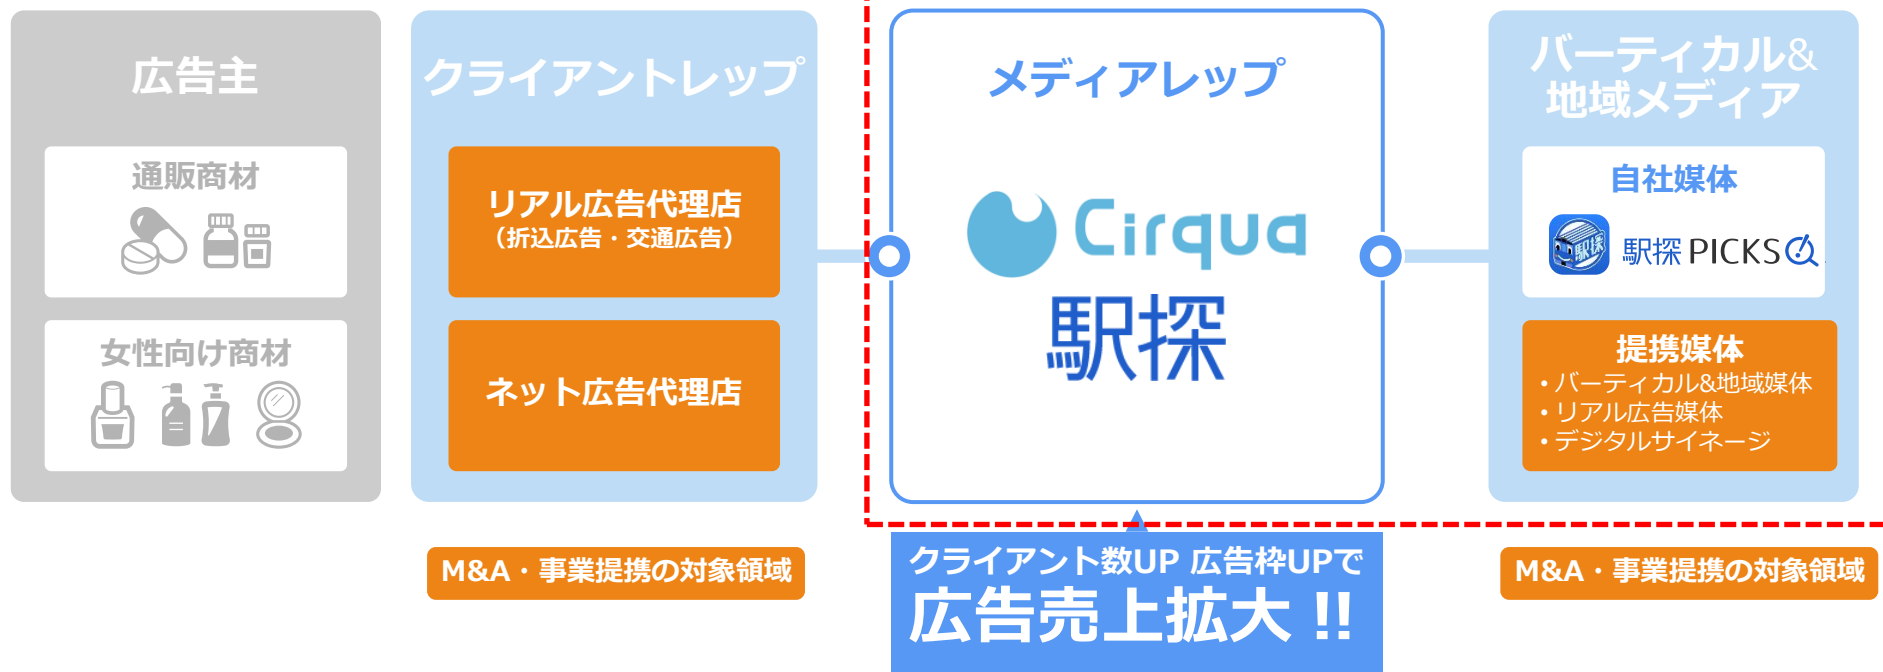 広告主
通販商材
女性向け商材
クライアントレップ
リアル広告代理店
（折込広告・交通広告）
ネット広告代理店
M&A・事業提携の対象領域
メディアレップ
Cirqua
駅探
クライアント数UP 広告枠UPで
広告売上拡大 !!
バーティカル&
地域メディア
自社媒体
駅探
駅探 PICKS
提携媒体
・バーティカル&地域媒体
・リアル広告媒体
・デジタルサイネージ
M&A・事業提携の対象領域